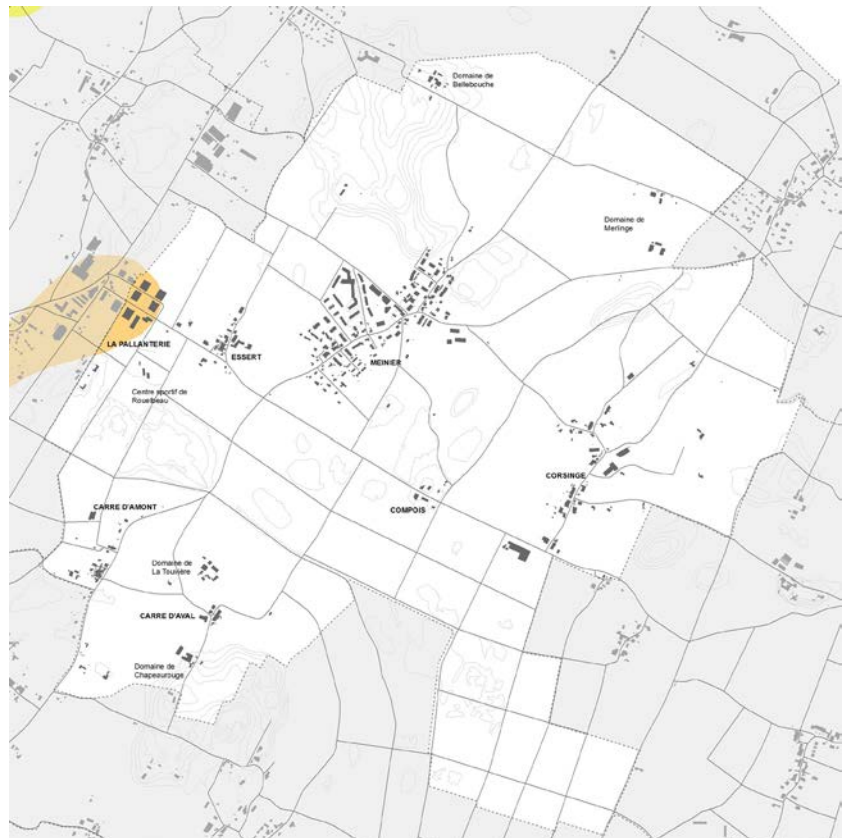 Domaine de
Bellebouche
Domaine de
Merlinge
LA PALLANTERIE
ESSERT
MEINIER
Centre sportif de
Rouelbeau
CORSINGE
CARRE D'AMONT
COMPOIS
Domaine de
La Touvière
CARRE D'AVAL
Domaine de
Chapeaurouge